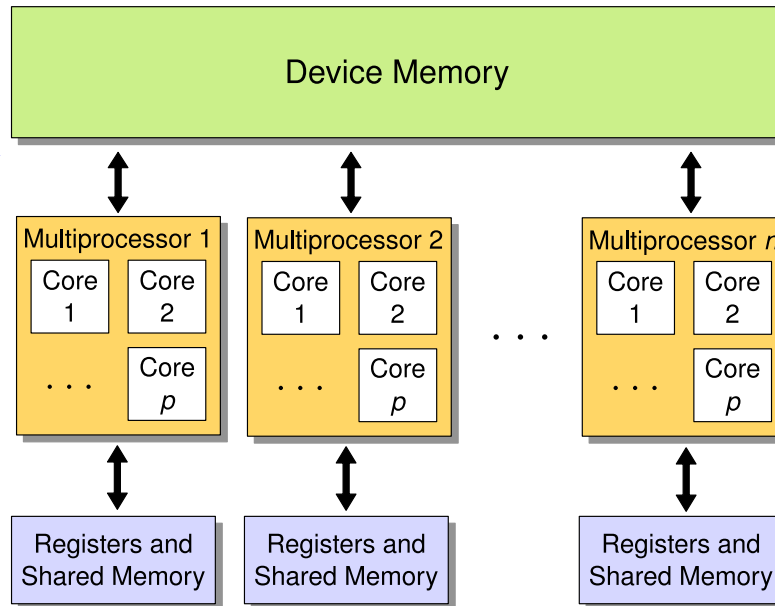 Device Memory
Multiprocessor 1
Core
1
Core
2
. . .
Core
p
Multiprocessor 2
Core
1
Core
2
. . .
Core
p
. . .
Multiprocessor n
Core
1
Core
2
. . .
Core
p
Registers and
Shared Memory
Registers and
Shared Memory
Registers and
Shared Memory